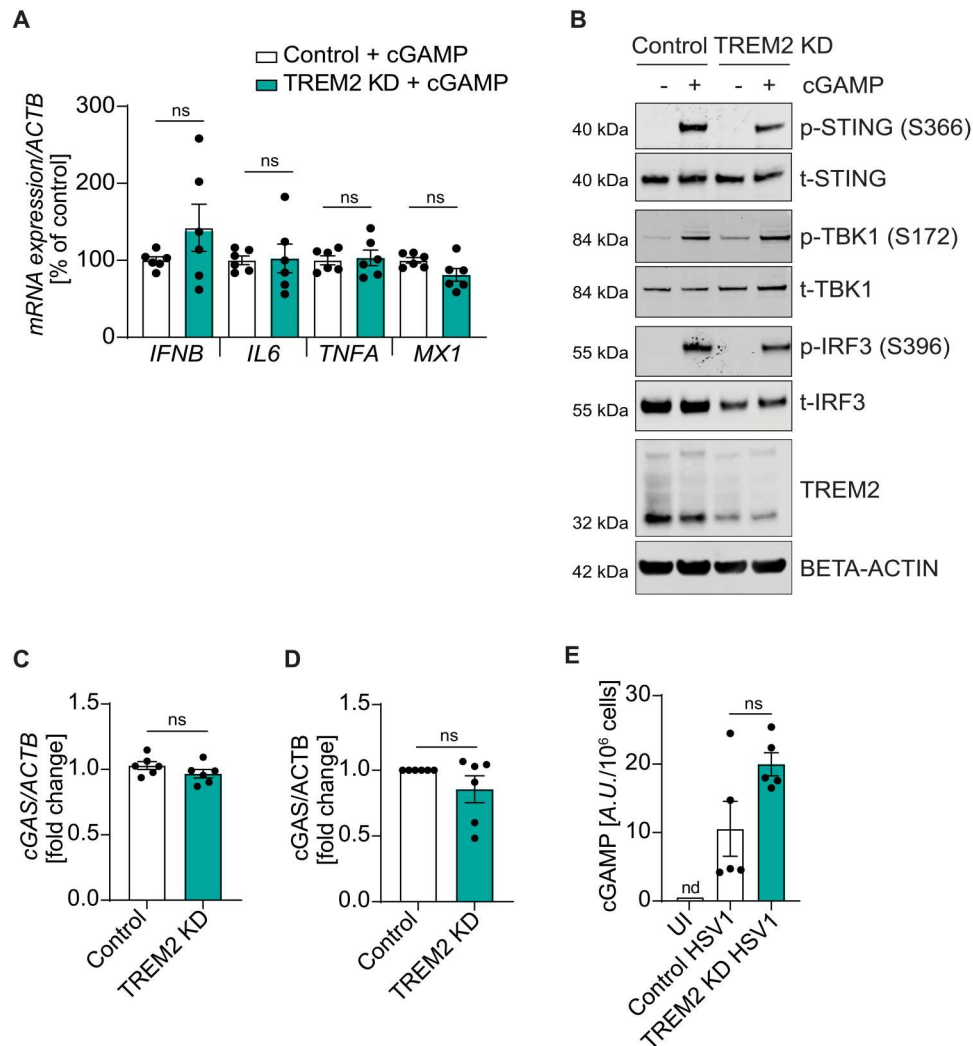 A
Control + cGAMP
TREM2 KD + cGAMP
mRNA expression/ACTB
[% of control]
300
200
100
0
ns
ns
ns
ns
IFNB
IL6
TNFA
MX1
B
Control TREM2 KD
- + - + cGAMP
40 kDa p-STING (S366)
40 kDa t-STING
84 kDa p-TBK1 (S172)
84 kDa t-TBK1
55 kDa p-IRF3 (S396)
55 kDa t-IRF3
TREM2
32 kDa
42 kDa BETA-ACTIN
C
cGAS/ACTB
[fold change]
1.5
1.0
0.5
0.0
ns
Control
TREM2 KD
D
cGAS/ACTB
[fold change]
1.5
1.0
0.5
0.0
ns
Control
TREM2 KD
E
cGAMP [A.U./10⁶ cells]
30
20
10
0
nd
ns
UI
Control HSV1
TREM2 KD HSV1